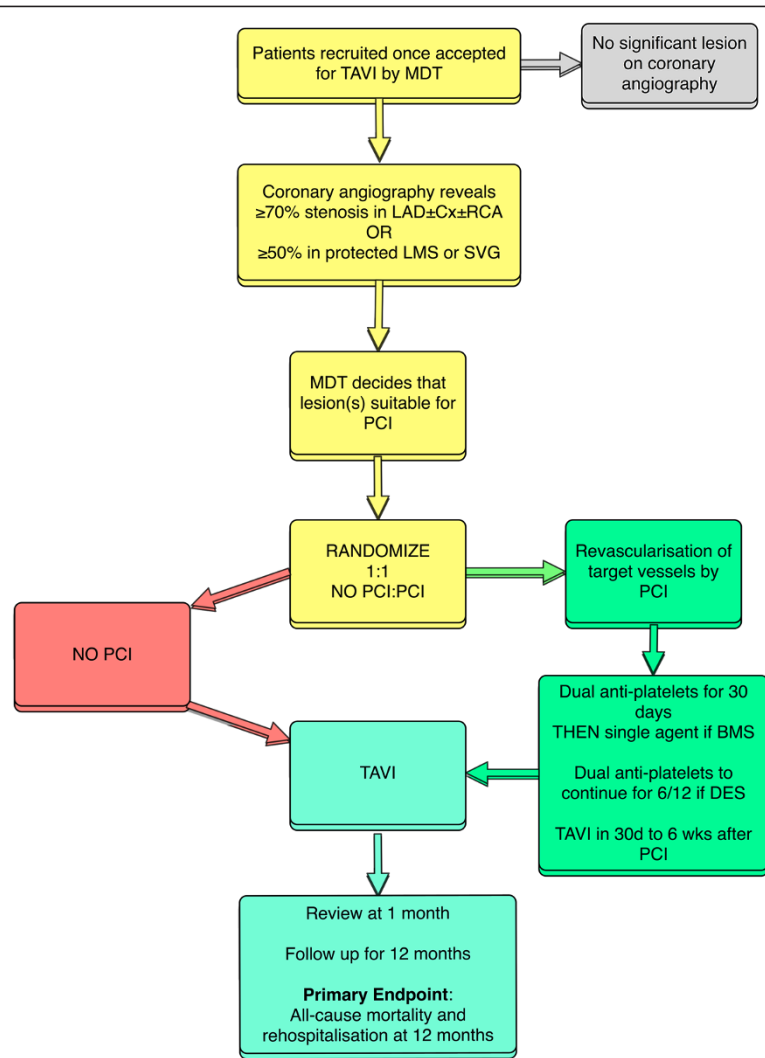 Patients recruited once accepted
for TAVI by MDT
No significant lesion
on coronary
angiography
Coronary angiography reveals
≥70% stenosis in LAD±Cx±RCA
OR
≥50% in protected LMS or SVG
MDT decides that
lesion(s) suitable for
PCI
RANDOMIZE
1:1
NO PCI:PCI
Revascularisation of
target vessels by
PCI
NO PCI
Dual anti-platelets for 30
days
THEN single agent if BMS
Dual anti-platelets to
continue for 6/12 if DES
TAVI in 30d to 6 wks after
PCI
TAVI
Review at 1 month
Follow up for 12 months
Primary Endpoint:
All-cause mortality and
rehospitalisation at 12 months